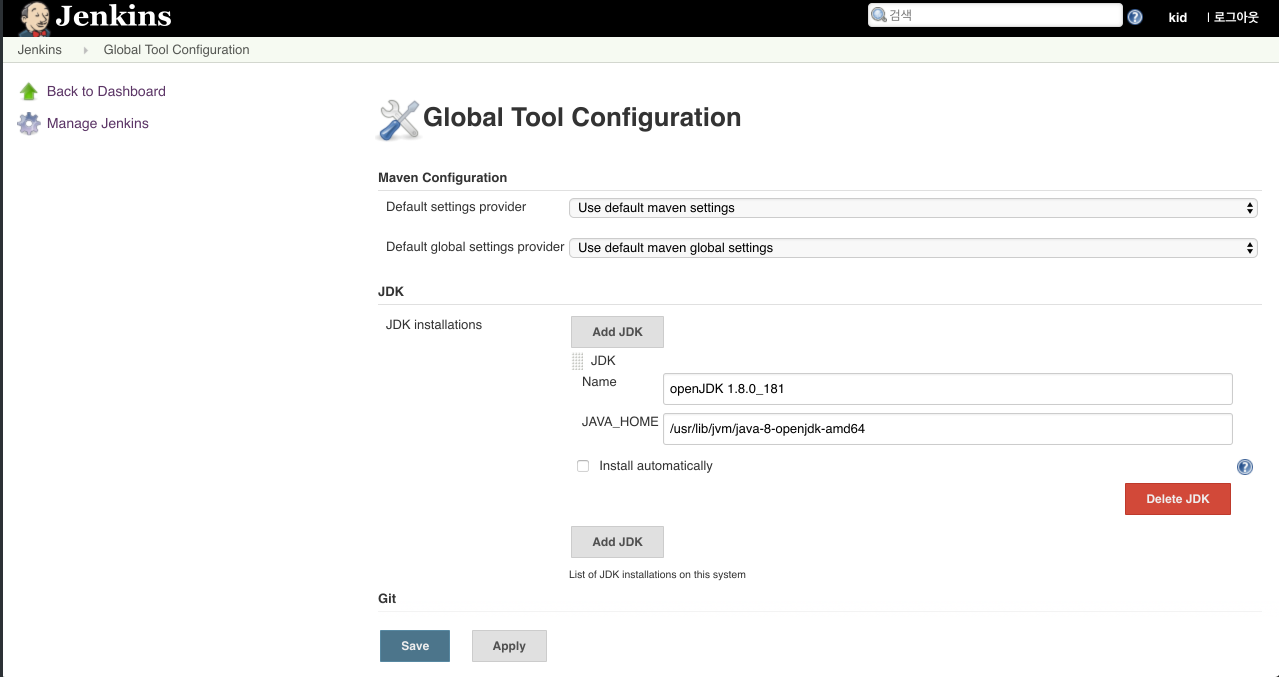 Jenkins
검색
kid
| 로그아웃
Jenkins
Global Tool Configuration
Back to Dashboard
Manage Jenkins
Global Tool Configuration
Maven Configuration
Default settings provider
Use default maven settings
Default global settings provider
Use default maven global settings
JDK
JDK installations
Add JDK
JDK
Name
openJDK 1.8.0_181
JAVA_HOME
/usr/lib/jvm/java-8-openjdk-amd64
Install automatically
?
Delete JDK
Add JDK
List of JDK installations on this system
Git
Save
Apply